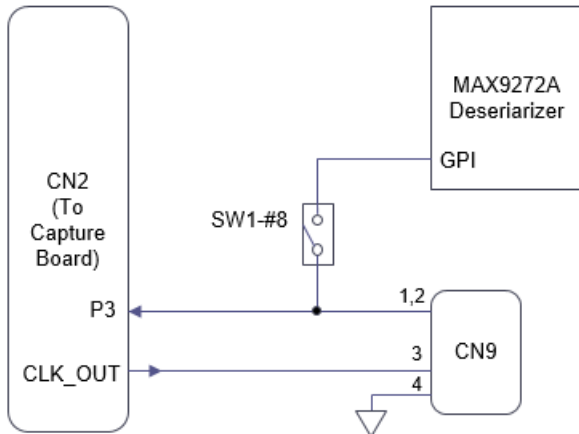 MAX9272A
Deseriarizer
GPI
CN2
(To
Capture
Board)
SW1-#8
P3
1,2
CN9
CLK_OUT
3
4